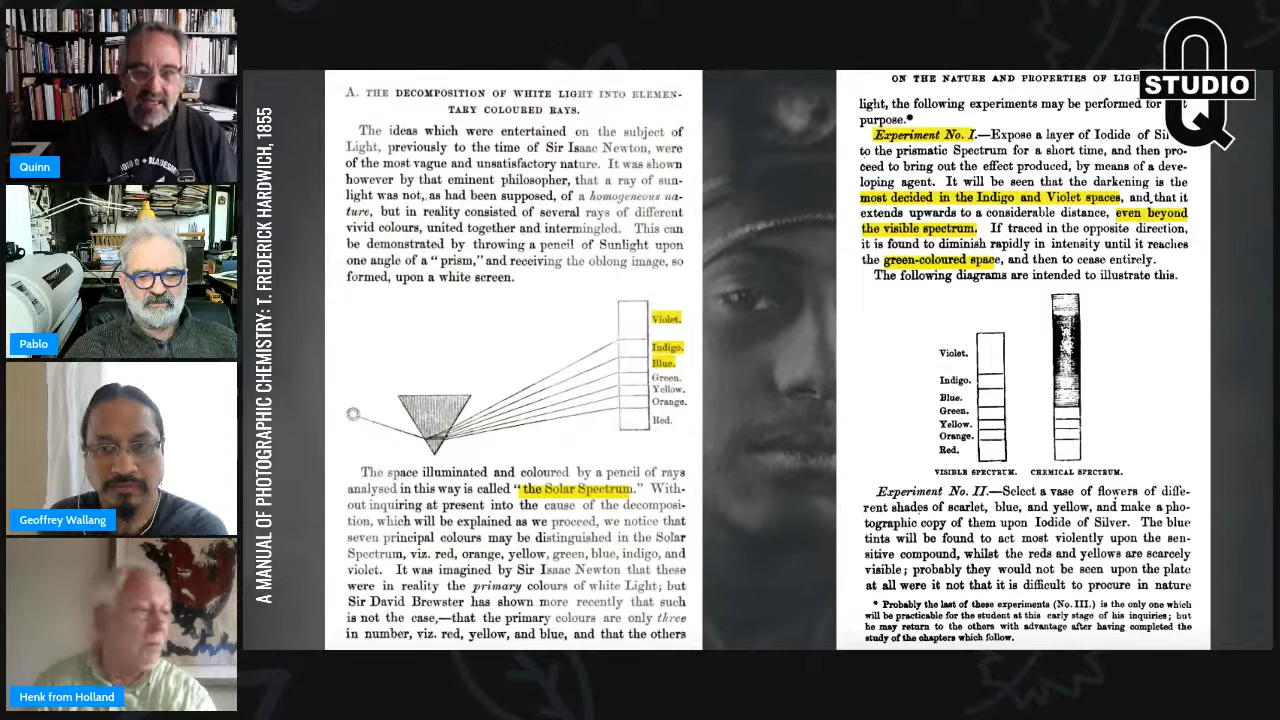 Quinn
Pablo
Geoffrey Wallang
Henk from Holland
A MANUAL OF PHOTOGRAPHIC CHEMISTRY: T. FREDERICK HARDWICH, 1855
A. THE DECOMPOSITION OF WHITE LIGHT INTO ELEMEN-
TARY COLOURED RAYS.
The ideas which were entertained on the subject of
Light, previously to the time of Sir Isaac Newton, were
of the most vague and unsatisfactory nature. It was shown
however by that eminent philosopher, that a ray of sun-
light was not, as had been supposed, of a homogeneous na-
ture, but in reality consisted of several rays of different
vivid colours, united together and intermingled. This can
be demonstrated by throwing a pencil of Sunlight upon
one angle of a “ prism,” and receiving the oblong image, so
formed, upon a white screen.
Violet.
Indigo.
Blue.
Green.
Yellow.
Orange.
Red.
The space illuminated and coloured by a pencil of rays
analysed in this way is called “ the Solar Spectrum.” With-
out inquiring at present into the cause of the decomposi-
tion, which will be explained as we proceed, we notice that
seven principal colours may be distinguished in the Solar
Spectrum, viz. red, orange, yellow, green, blue, indigo, and
violet. It was imagined by Sir Isaac Newton that these
were in reality the primary colours of white Light; but
Sir David Brewster has shown more recently that such
is not the case,—that the primary colours are only three
in number, viz. red, yellow, and blue, and that the others
ON THE NATURE AND PROPERTIES OF LIGH
light, the following experiments may be performed for
purpose.*
Experiment No. I.—Expose a layer of Iodide of Sil
to the prismatic Spectrum for a short time, and then pro-
ceed to bring out the effect produced, by means of a deve-
loping agent. It will be seen that the darkening is the
most decided in the Indigo and Violet spaces, and that it
extends upwards to a considerable distance, even beyond
the visible spectrum. If traced in the opposite direction,
it is found to diminish rapidly in intensity until it reaches
the green-coloured space, and then to cease entirely.
The following diagrams are intended to illustrate this.
Violet.
Indigo.
Blue.
Green.
Yellow.
Orange.
Red.
VISIBLE SPECTRUM. CHEMICAL SPECTRUM.
Experiment No. II.—Select a vase of flowers of diffe-
rent shades of scarlet, blue, and yellow, and make a pho-
tographic copy of them upon Iodide of Silver. The blue
tints will be found to act most violently upon the sen-
sitive compound, whilst the reds and yellows are scarcely
visible; probably they would not be seen upon the plate
at all were it not that it is difficult to procure in nature
* Probably the last of these experiments (No. III.) is the only one which
will be practicable for the student at this early stage of his inquiries; but
he may return to the others with advantage after having completed the
study of the chapters which follow.
STUDIO
Q